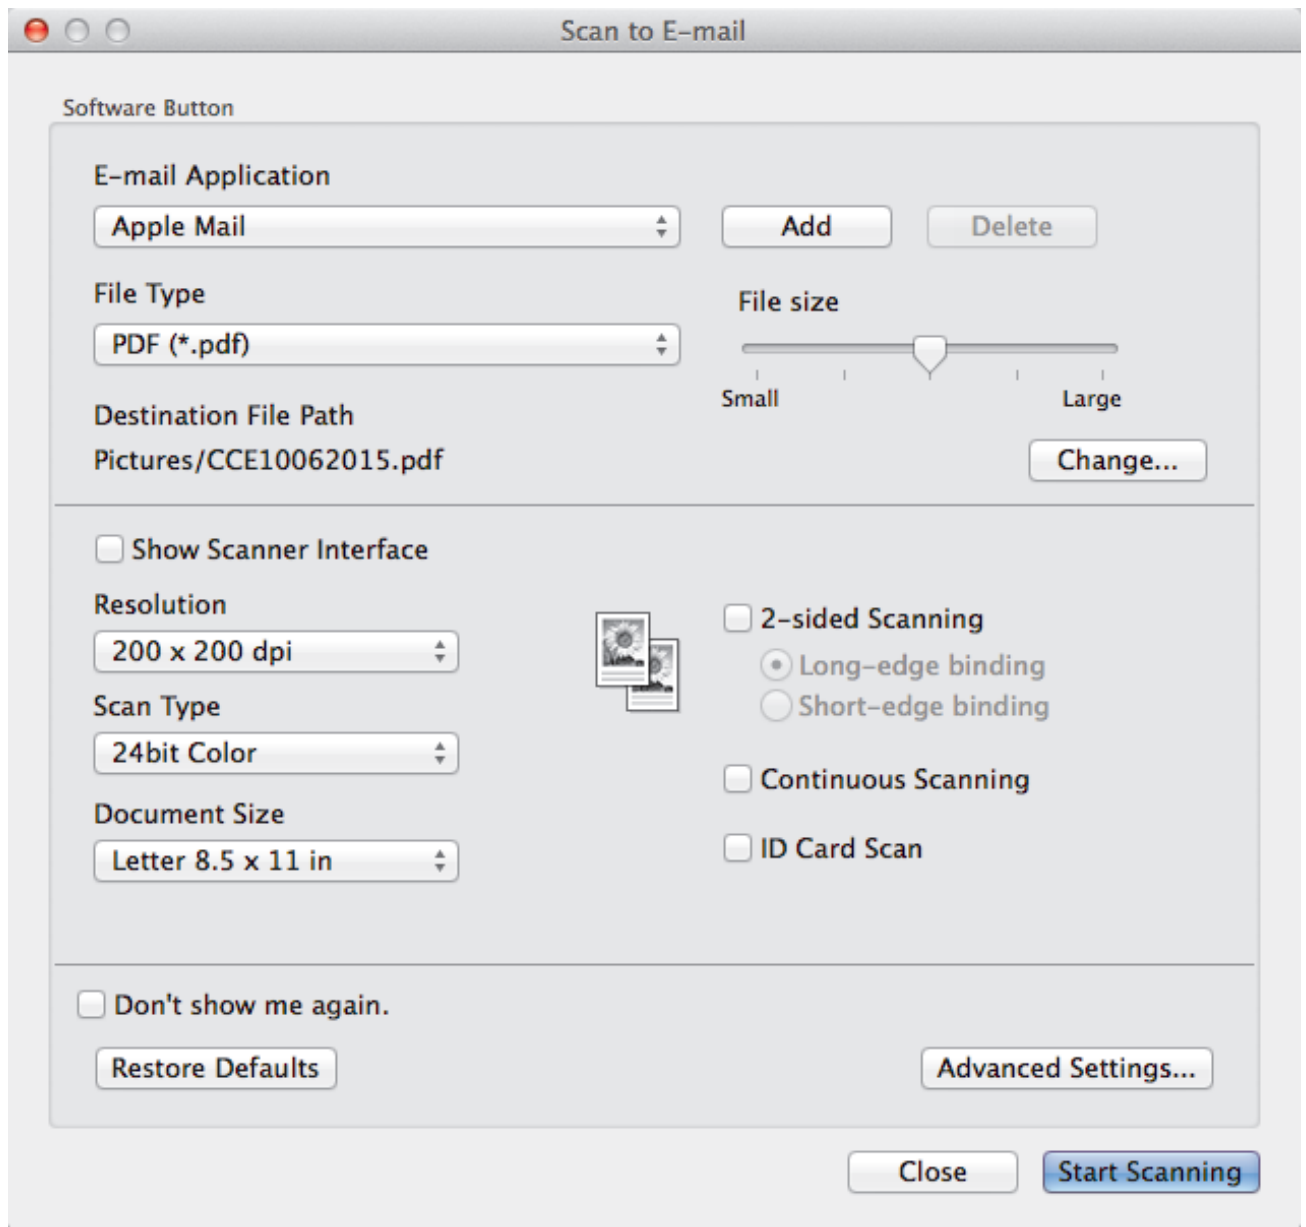 Scan to E-mail
Software Button
E-mail Application
Apple Mail
Add
Delete
File Type
File size
PDF (*.pdf)
Small
Large
Destination File Path
Pictures/CCE10062015.pdf
Change...
Show Scanner Interface
Resolution
200 x 200 dpi
2-sided Scanning
Long-edge binding
Short-edge binding
Scan Type
24bit Color
Continuous Scanning
Document Size
Letter 8.5 x 11 in
ID Card Scan
Don't show me again.
Restore Defaults
Advanced Settings...
Close
Start Scanning